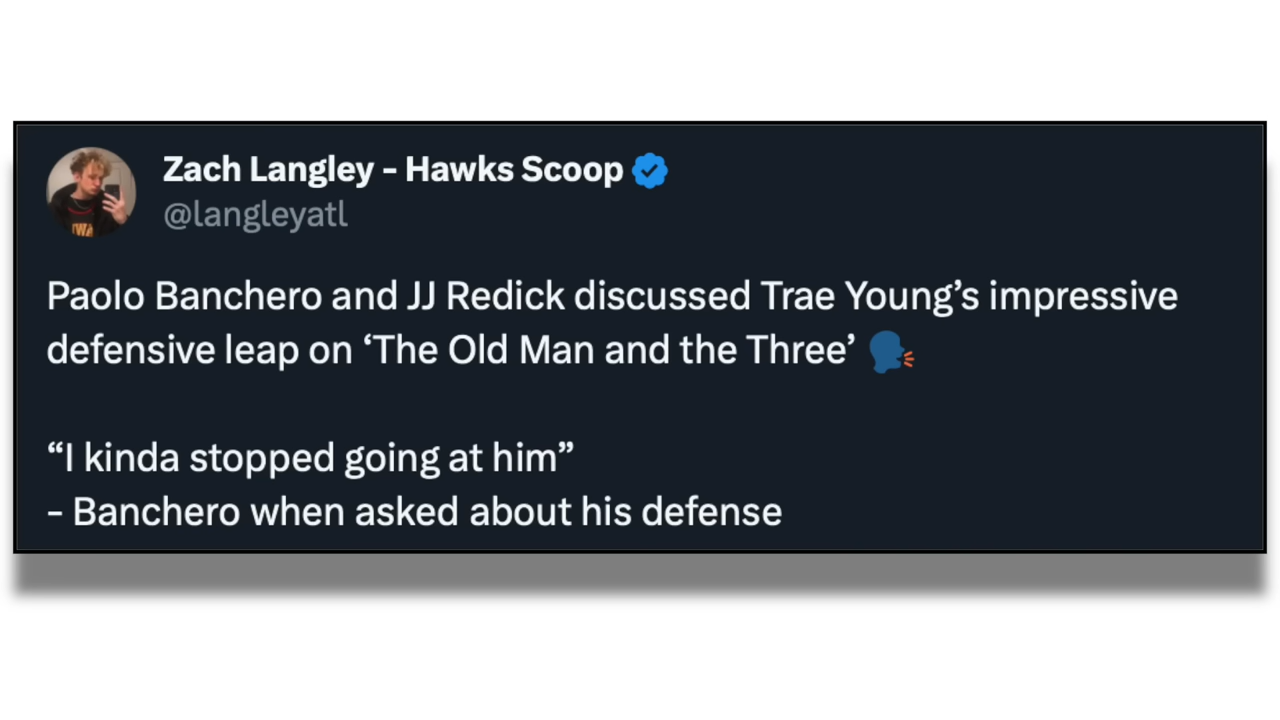 Zach Langley - Hawks Scoop
@langleyatl
Paolo Banchero and JJ Redick discussed Trae Young’s impressive
defensive leap on ‘The Old Man and the Three’ 🗣️
“I kinda stopped going at him”
- Banchero when asked about his defense